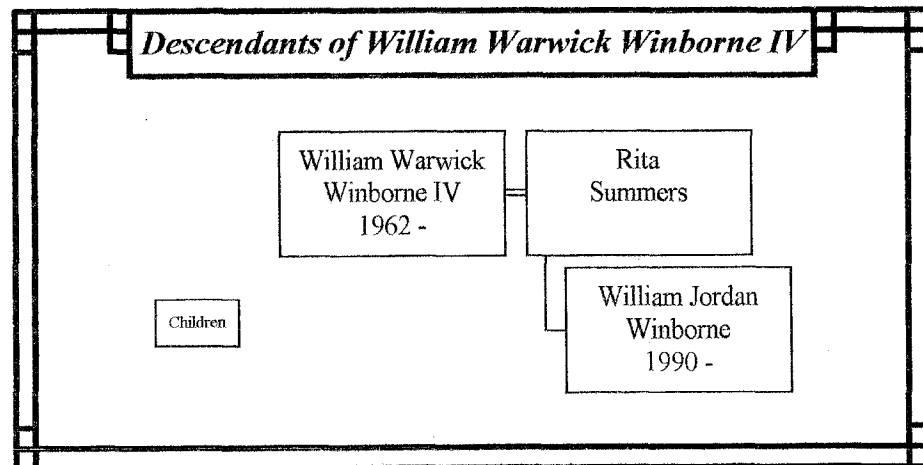 Descendants of William Warwick Winborne IV
William Warwick
Winborne IV
1962 -
Rita
Summers
Children
William Jordan
Winborne
1990 -